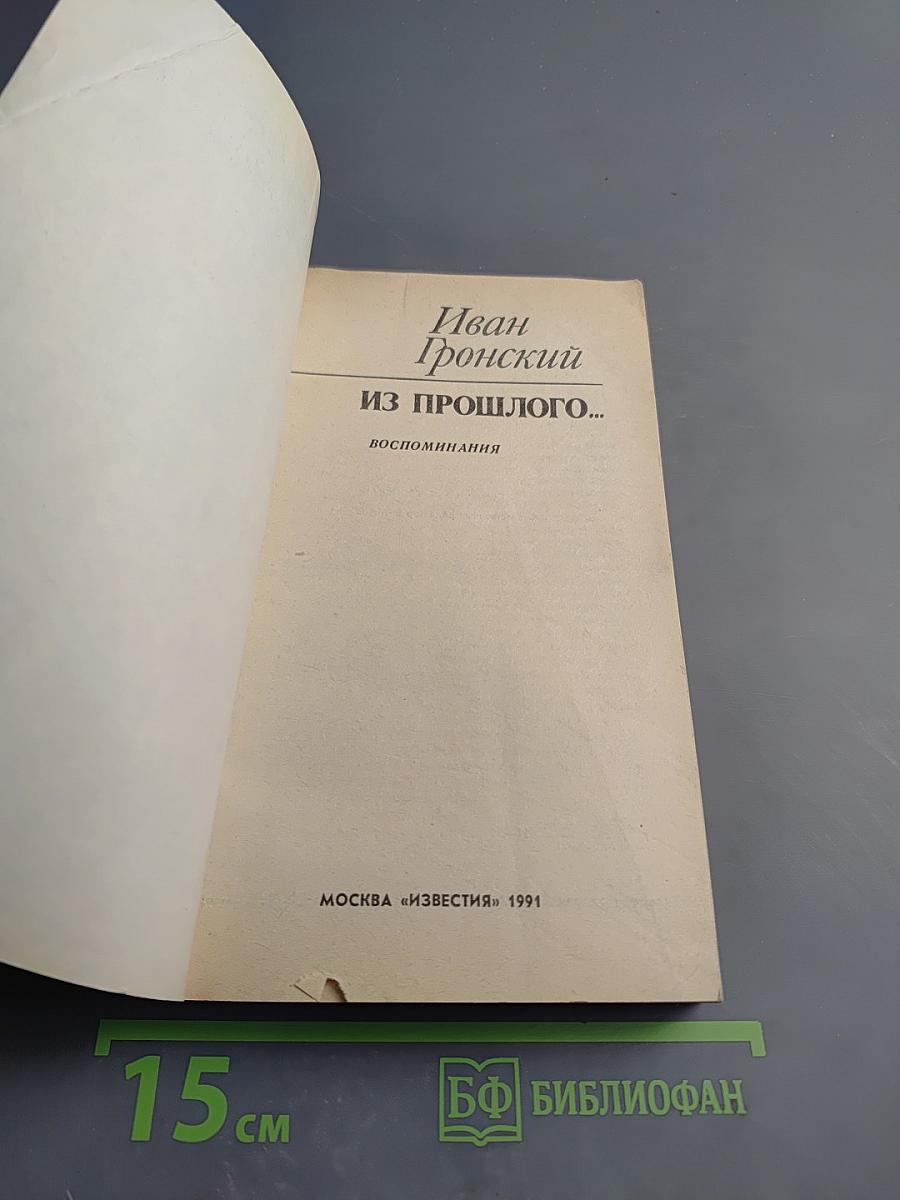 Иван
Гронский
ИЗ ПРОШЛОГО...
ВОСПОМИНАНИЯ
МОСКВА «ИЗВЕСТИЯ» 1991
15 см
БФ БИБЛИОФАН